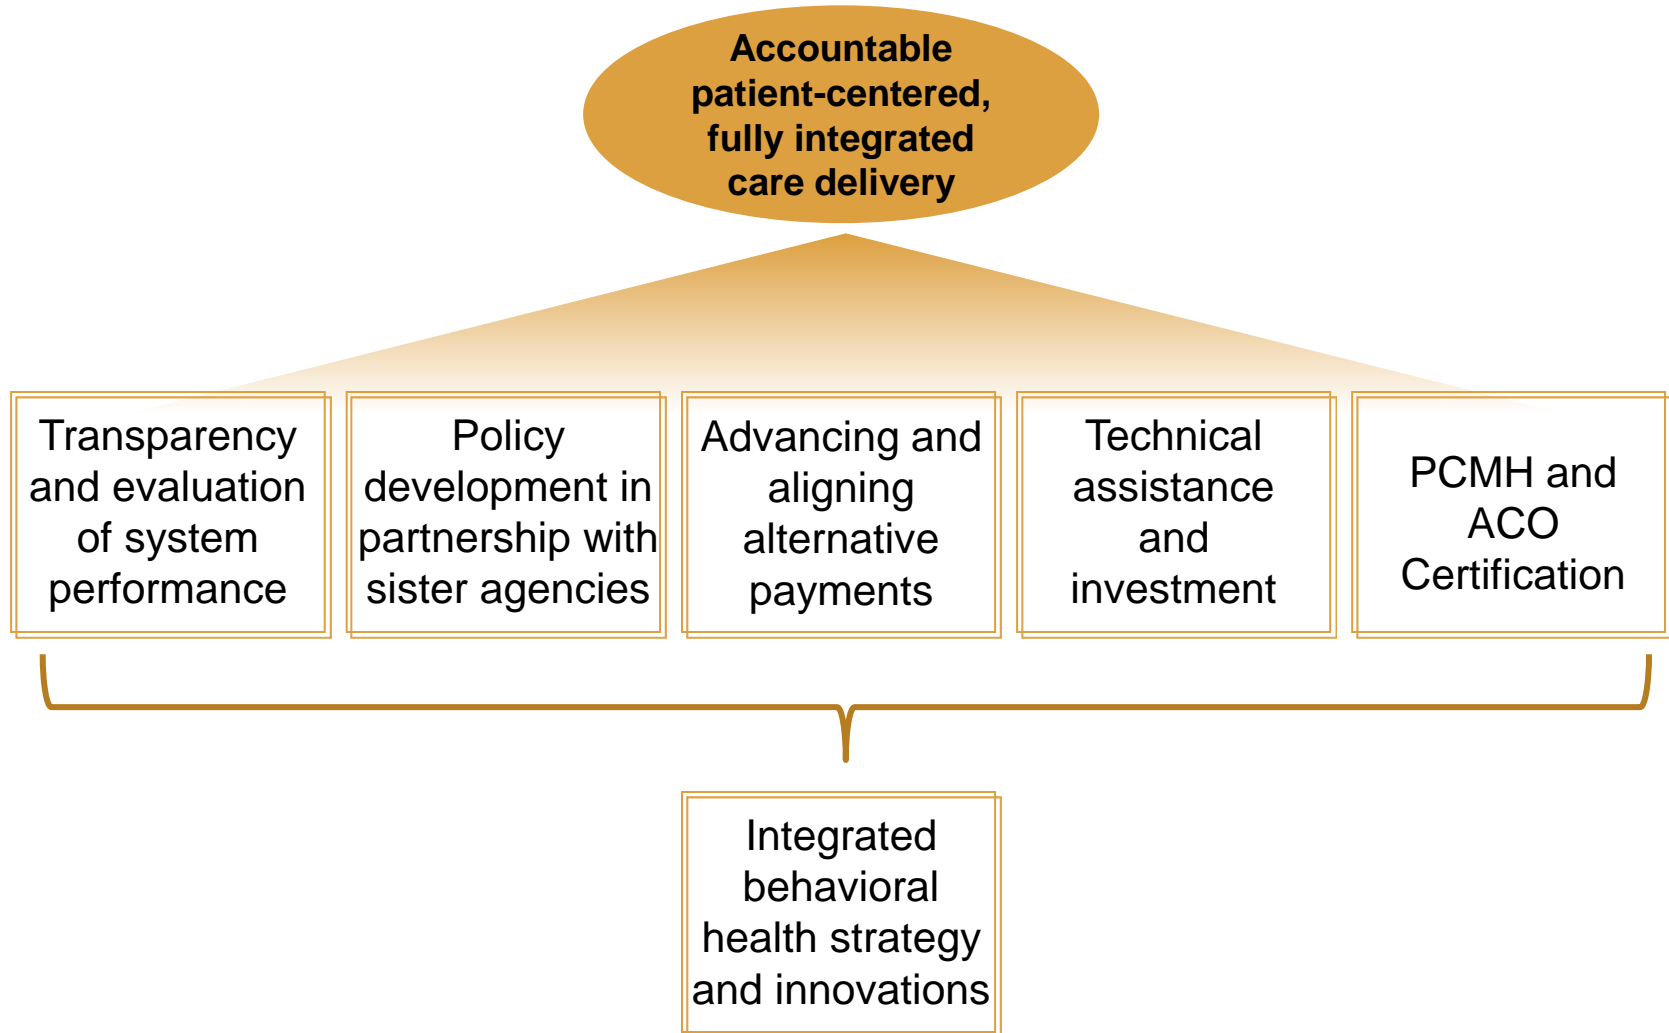 Accountable
patient-centered,
fully integrated
care delivery
Transparency
and evaluation
of system
performance
Policy
development in
partnership with
sister agencies
Advancing and
aligning
alternative
payments
Technical
assistance
and
investment
PCMH and
ACO
Certification
Integrated
behavioral
health strategy
and innovations